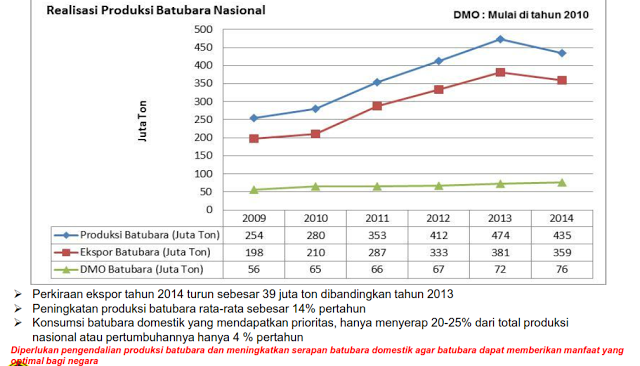 Realisasi Produksi Batubara Nasional
DMO : Mulai di tahun 2010
Juta Ton
500
450
400
350
300
250
200
150
100
50
0
2009 2010 2011 2012 2013 2014
Produksi Batubara (Juta Ton) 254 280 353 412 474 435
Ekspor Batubara (Juta Ton) 198 210 287 333 381 359
DMO Batubara (Juta Ton) 56 65 66 67 72 76
➢ Perkiraan ekspor tahun 2014 turun sebesar 39 juta ton dibandingkan tahun 2013
➢ Peningkatan produksi batubara rata-rata sebesar 14% pertahun
➢ Konsumsi batubara domestik yang mendapatkan prioritas, hanya menyerap 20-25% dari total produksi
nasional atau pertumbuhannya hanya 4 % pertahun
Diperlukan pengendalian produksi batubara dan meningkatkan serapan batubara domestik agar batubara dapat memberikan manfaat yang
optimal bagi negara